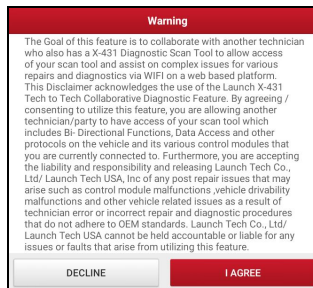 Warning
The Goal of this feature is to collaborate with another technician
who also has a X-431 Diagnostic Scan Tool to allow access
of your scan tool and assist on complex issues for various
repairs and diagnostics via WIFI on a web based platform.
This Disclaimer acknowledges the use of the Launch X-431
Tech to Tech Collaborative Diagnostic Feature. By agreeing /
consenting to utilize this feature, you are allowing another
technician/party to have access of your scan tool which
includes Bi- Directional Functions, Data Access and other
protocols on the vehicle and its various control modules that
you are currently connected to. Furthermore, you are accepting
the liability and responsibility and releasing Launch Tech Co.,
Ltd/ Launch Tech USA, Inc of any post repair issues that may
arise such as control module malfunctions ,vehicle drivability
malfunctions and other vehicle related issues as a result of
technician error or incorrect repair and diagnostic procedures
that do not adhere to OEM standards. Launch Tech Co., Ltd/
Launch Tech USA cannot be held accountable or liable for any
issues or faults that arise from utilizing this feature.
DECLINE
I AGREE